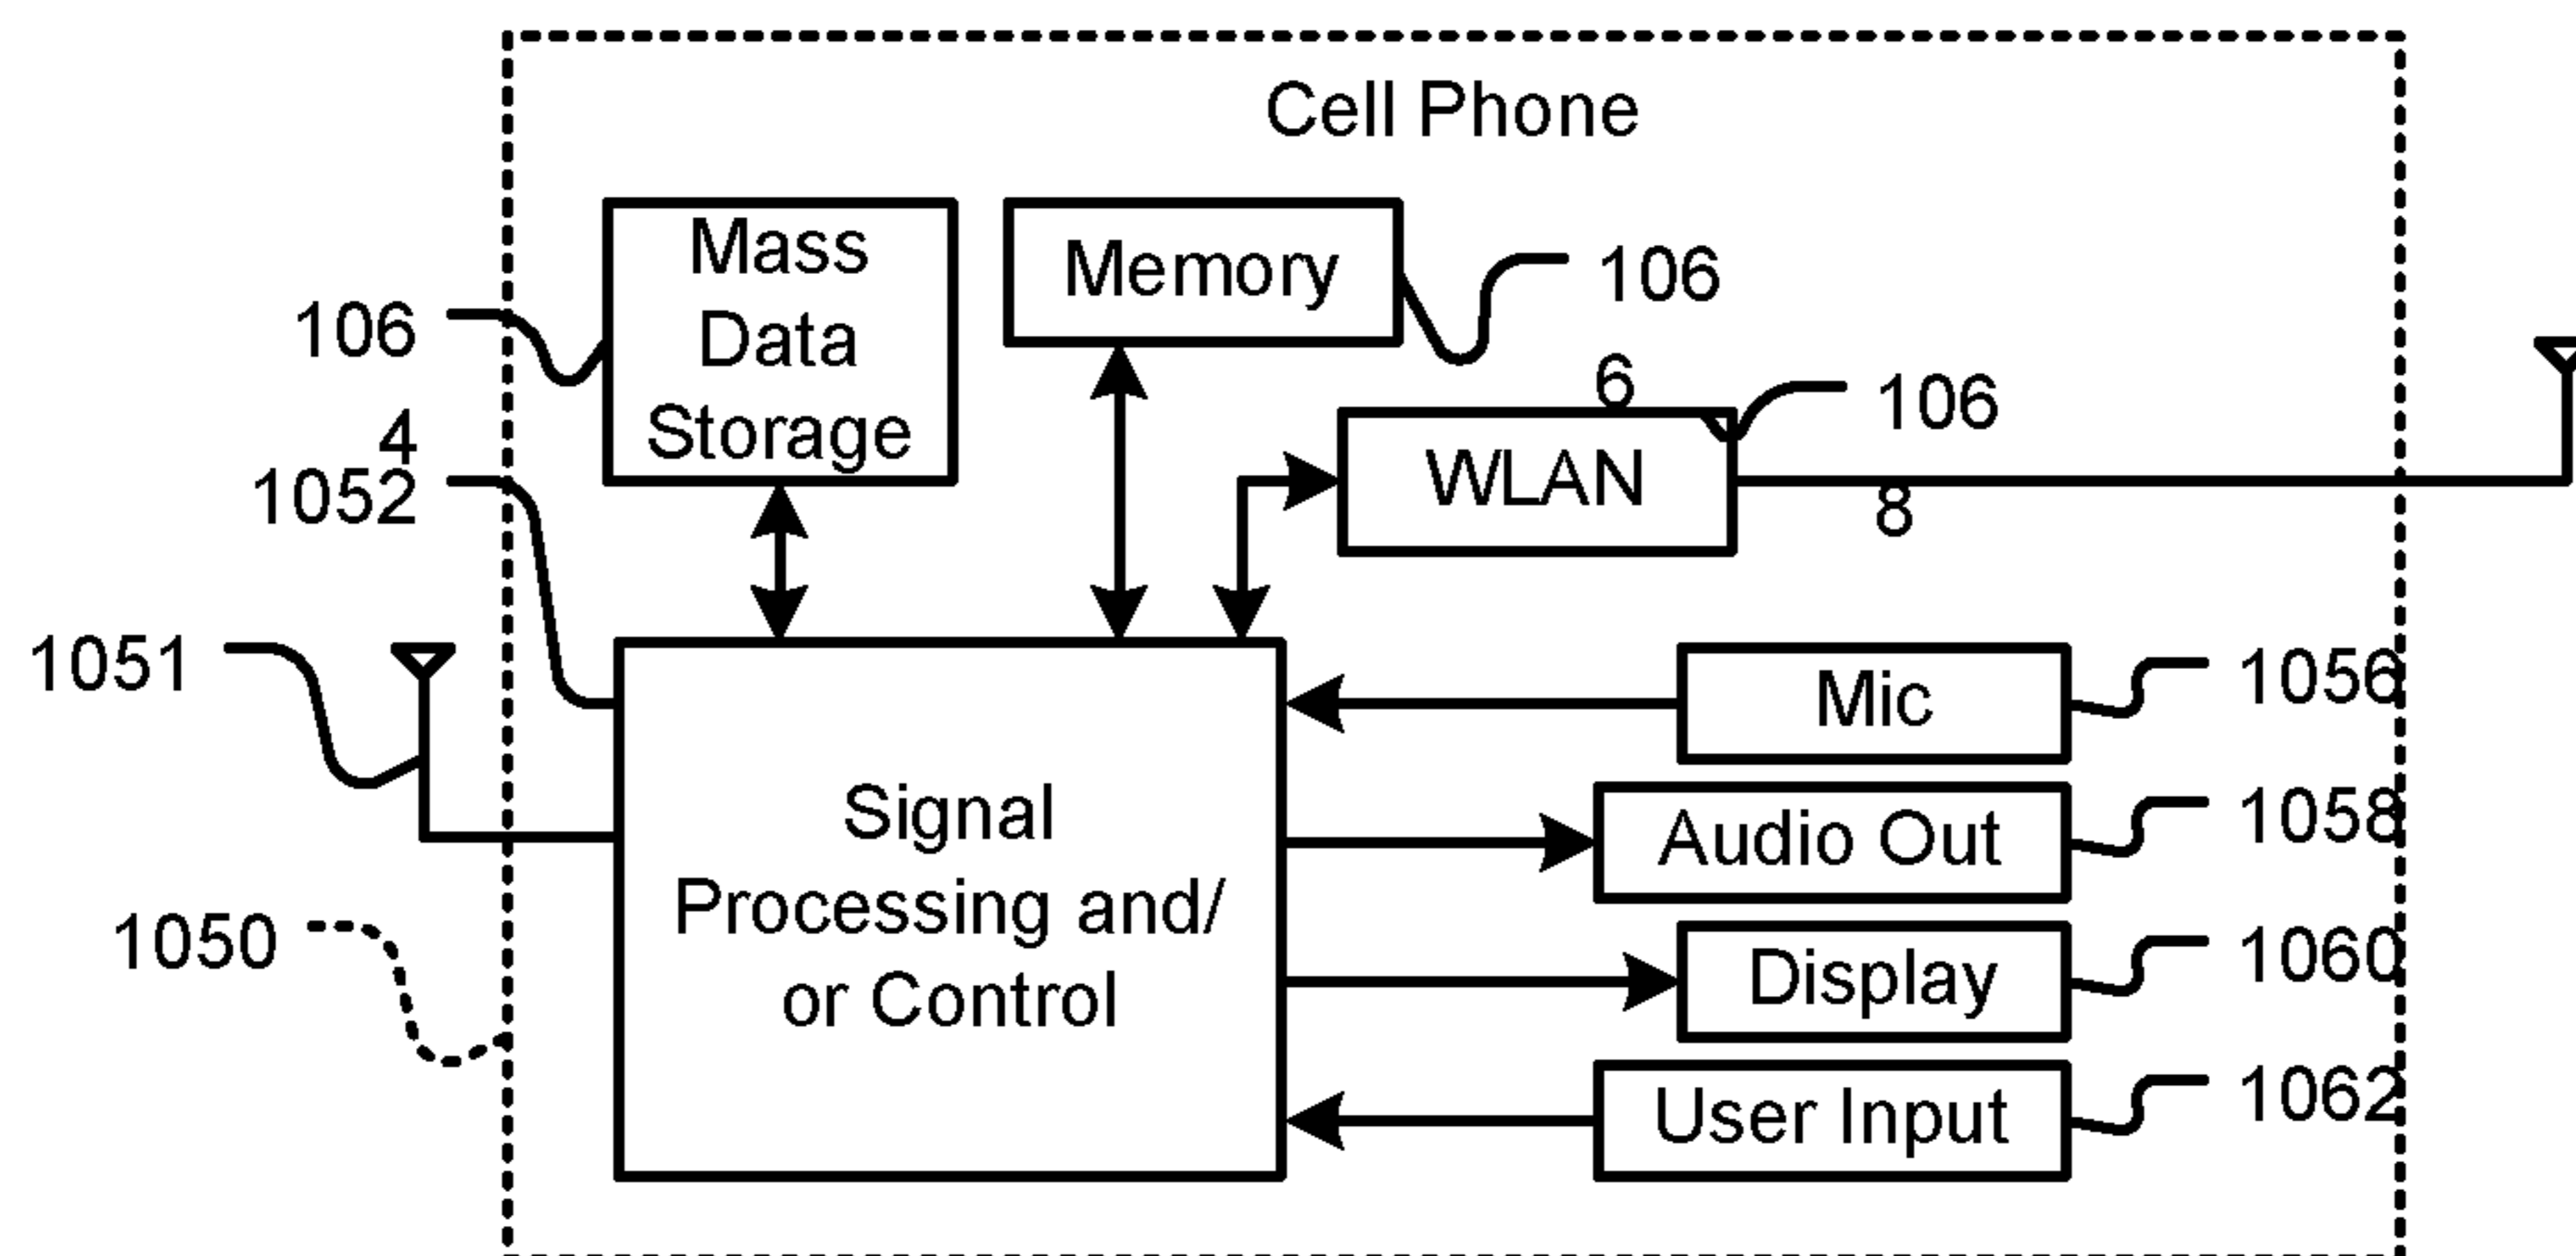 Cell Phone
Mass
Data
Storage
Memory
106
106
6
106
4
WLAN
1052
8
1051
Mic
1056
Signal
Processing and/
or Control
Audio Out
1058
1050
Display
1060
User Input
1062